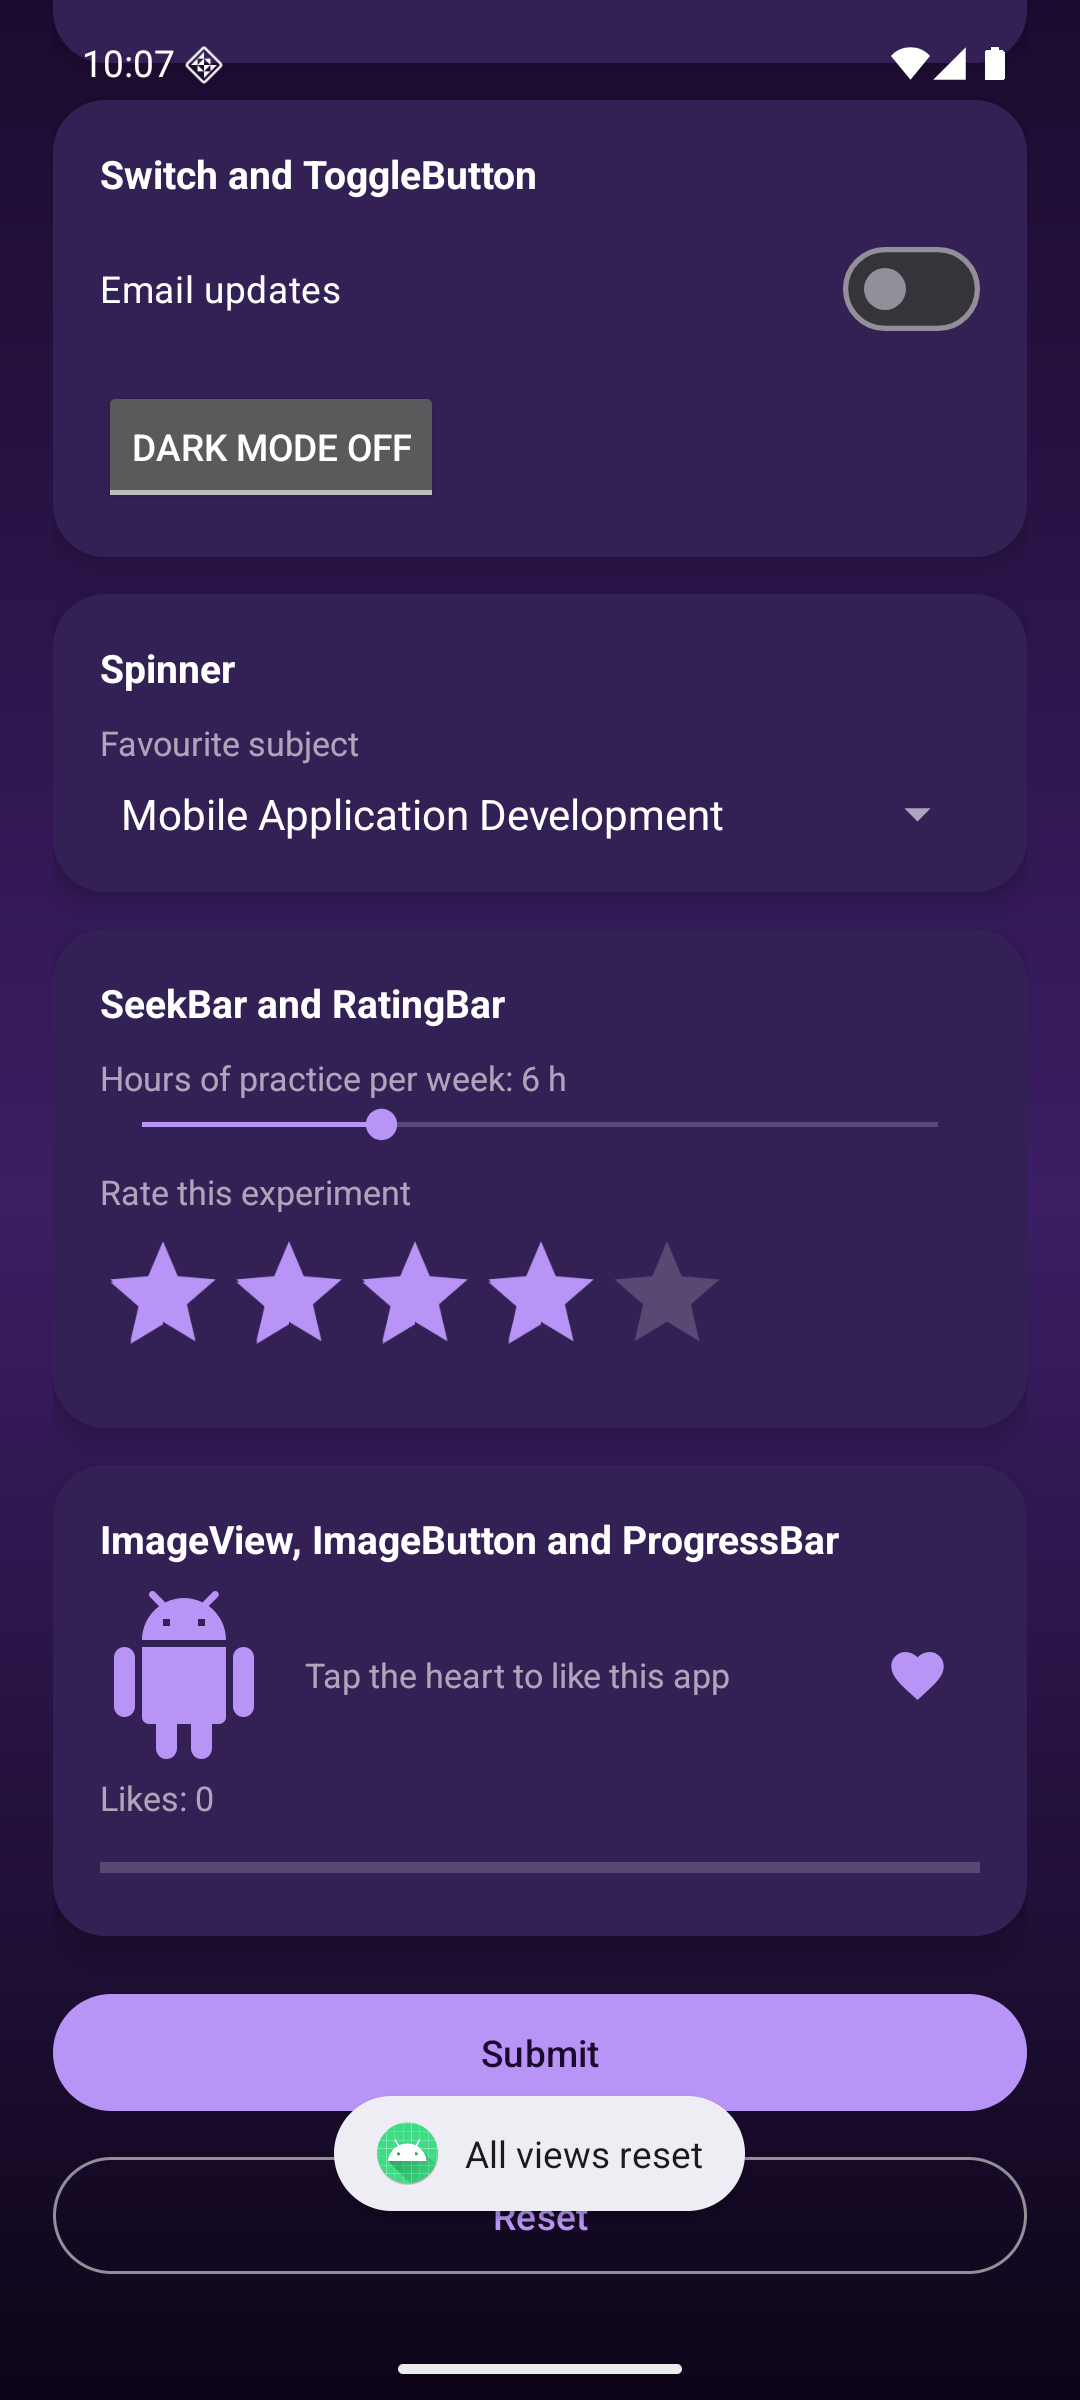 10:07
Switch and ToggleButton
Email updates
DARK MODE OFF
Spinner
Favourite subject
Mobile Application Development
SeekBar and RatingBar
Hours of practice per week: 6 h
Rate this experiment
ImageView, ImageButton and ProgressBar
Tap the heart to like this app
Likes: 0
Submit
All views reset
Reset